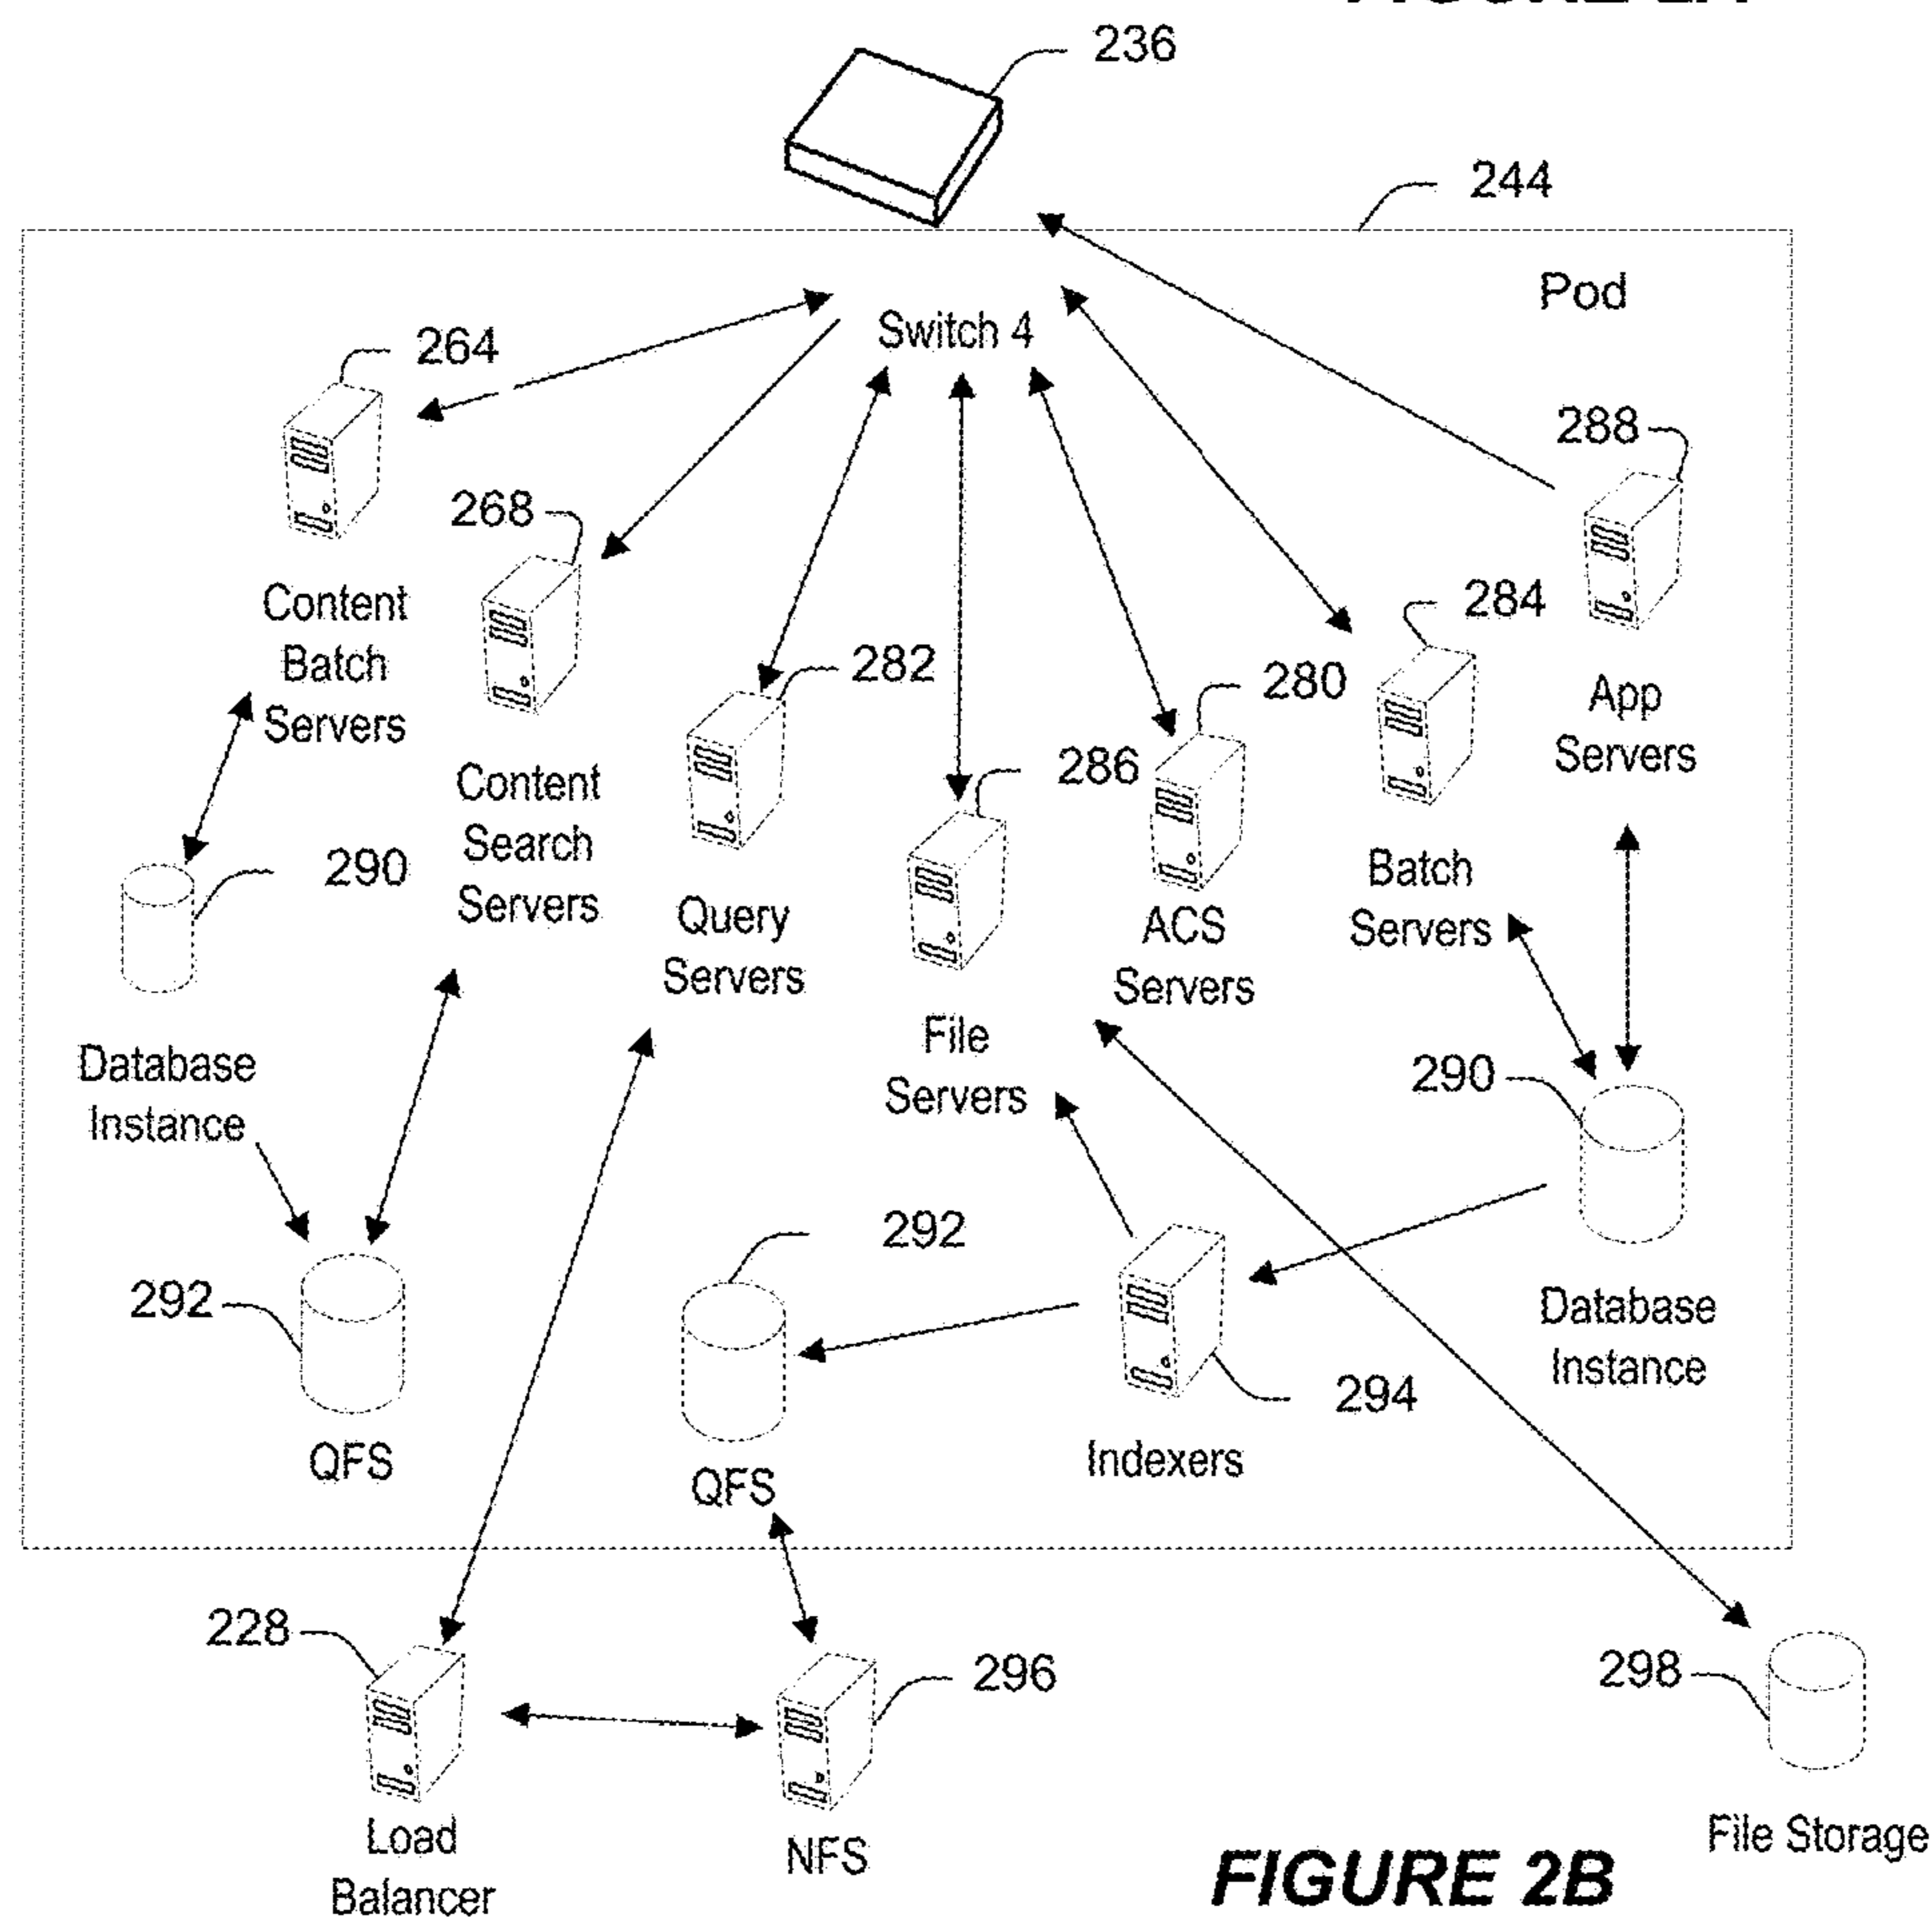 236
244
Pod
Switch 4
264
288
268
Content
Batch
Servers
284
282
280
App
Servers
286
Content
Search
Servers
290
Batch
Servers
Query
Servers
ACS
Servers
File
Servers
Database
Instance
290
292
292
Database
Instance
294
QFS
Indexers
QFS
228
296
298
Load
Balancer
NFS
File Storage
FIGURE 2B